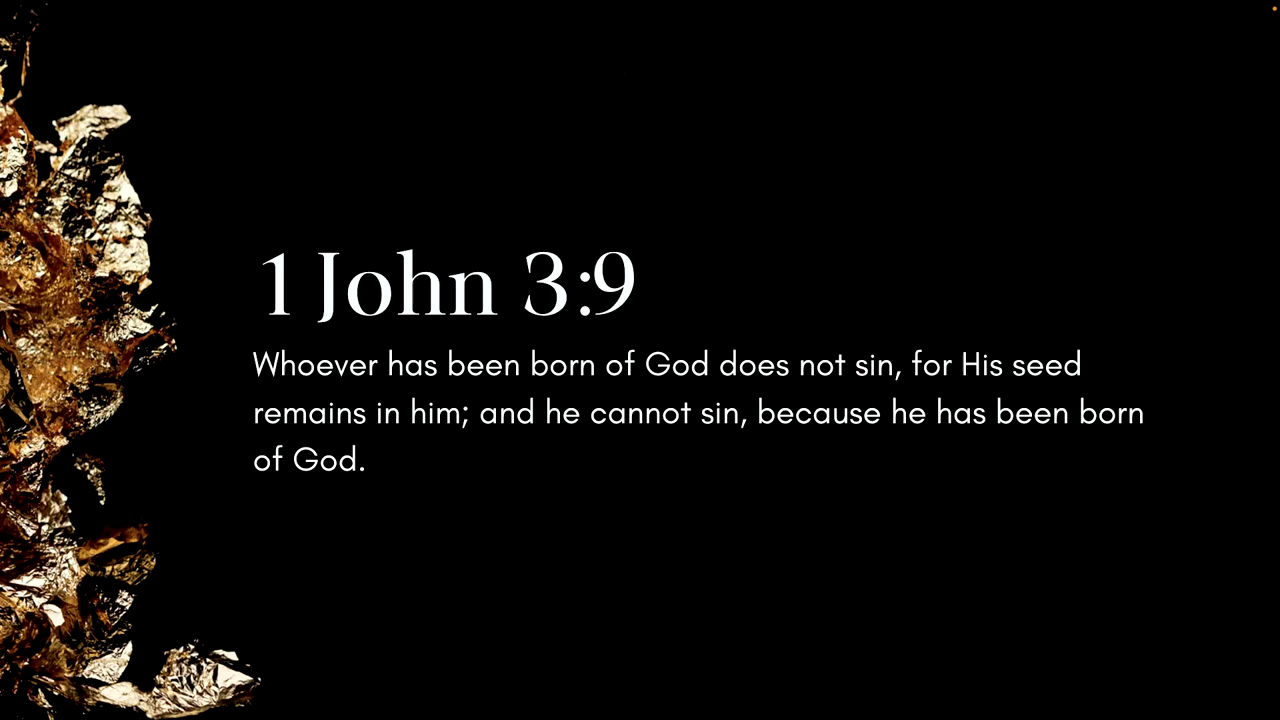 1 John 3:9
Whoever has been born of God does not sin, for His seed
remains in him; and he cannot sin, because he has been born
of God.